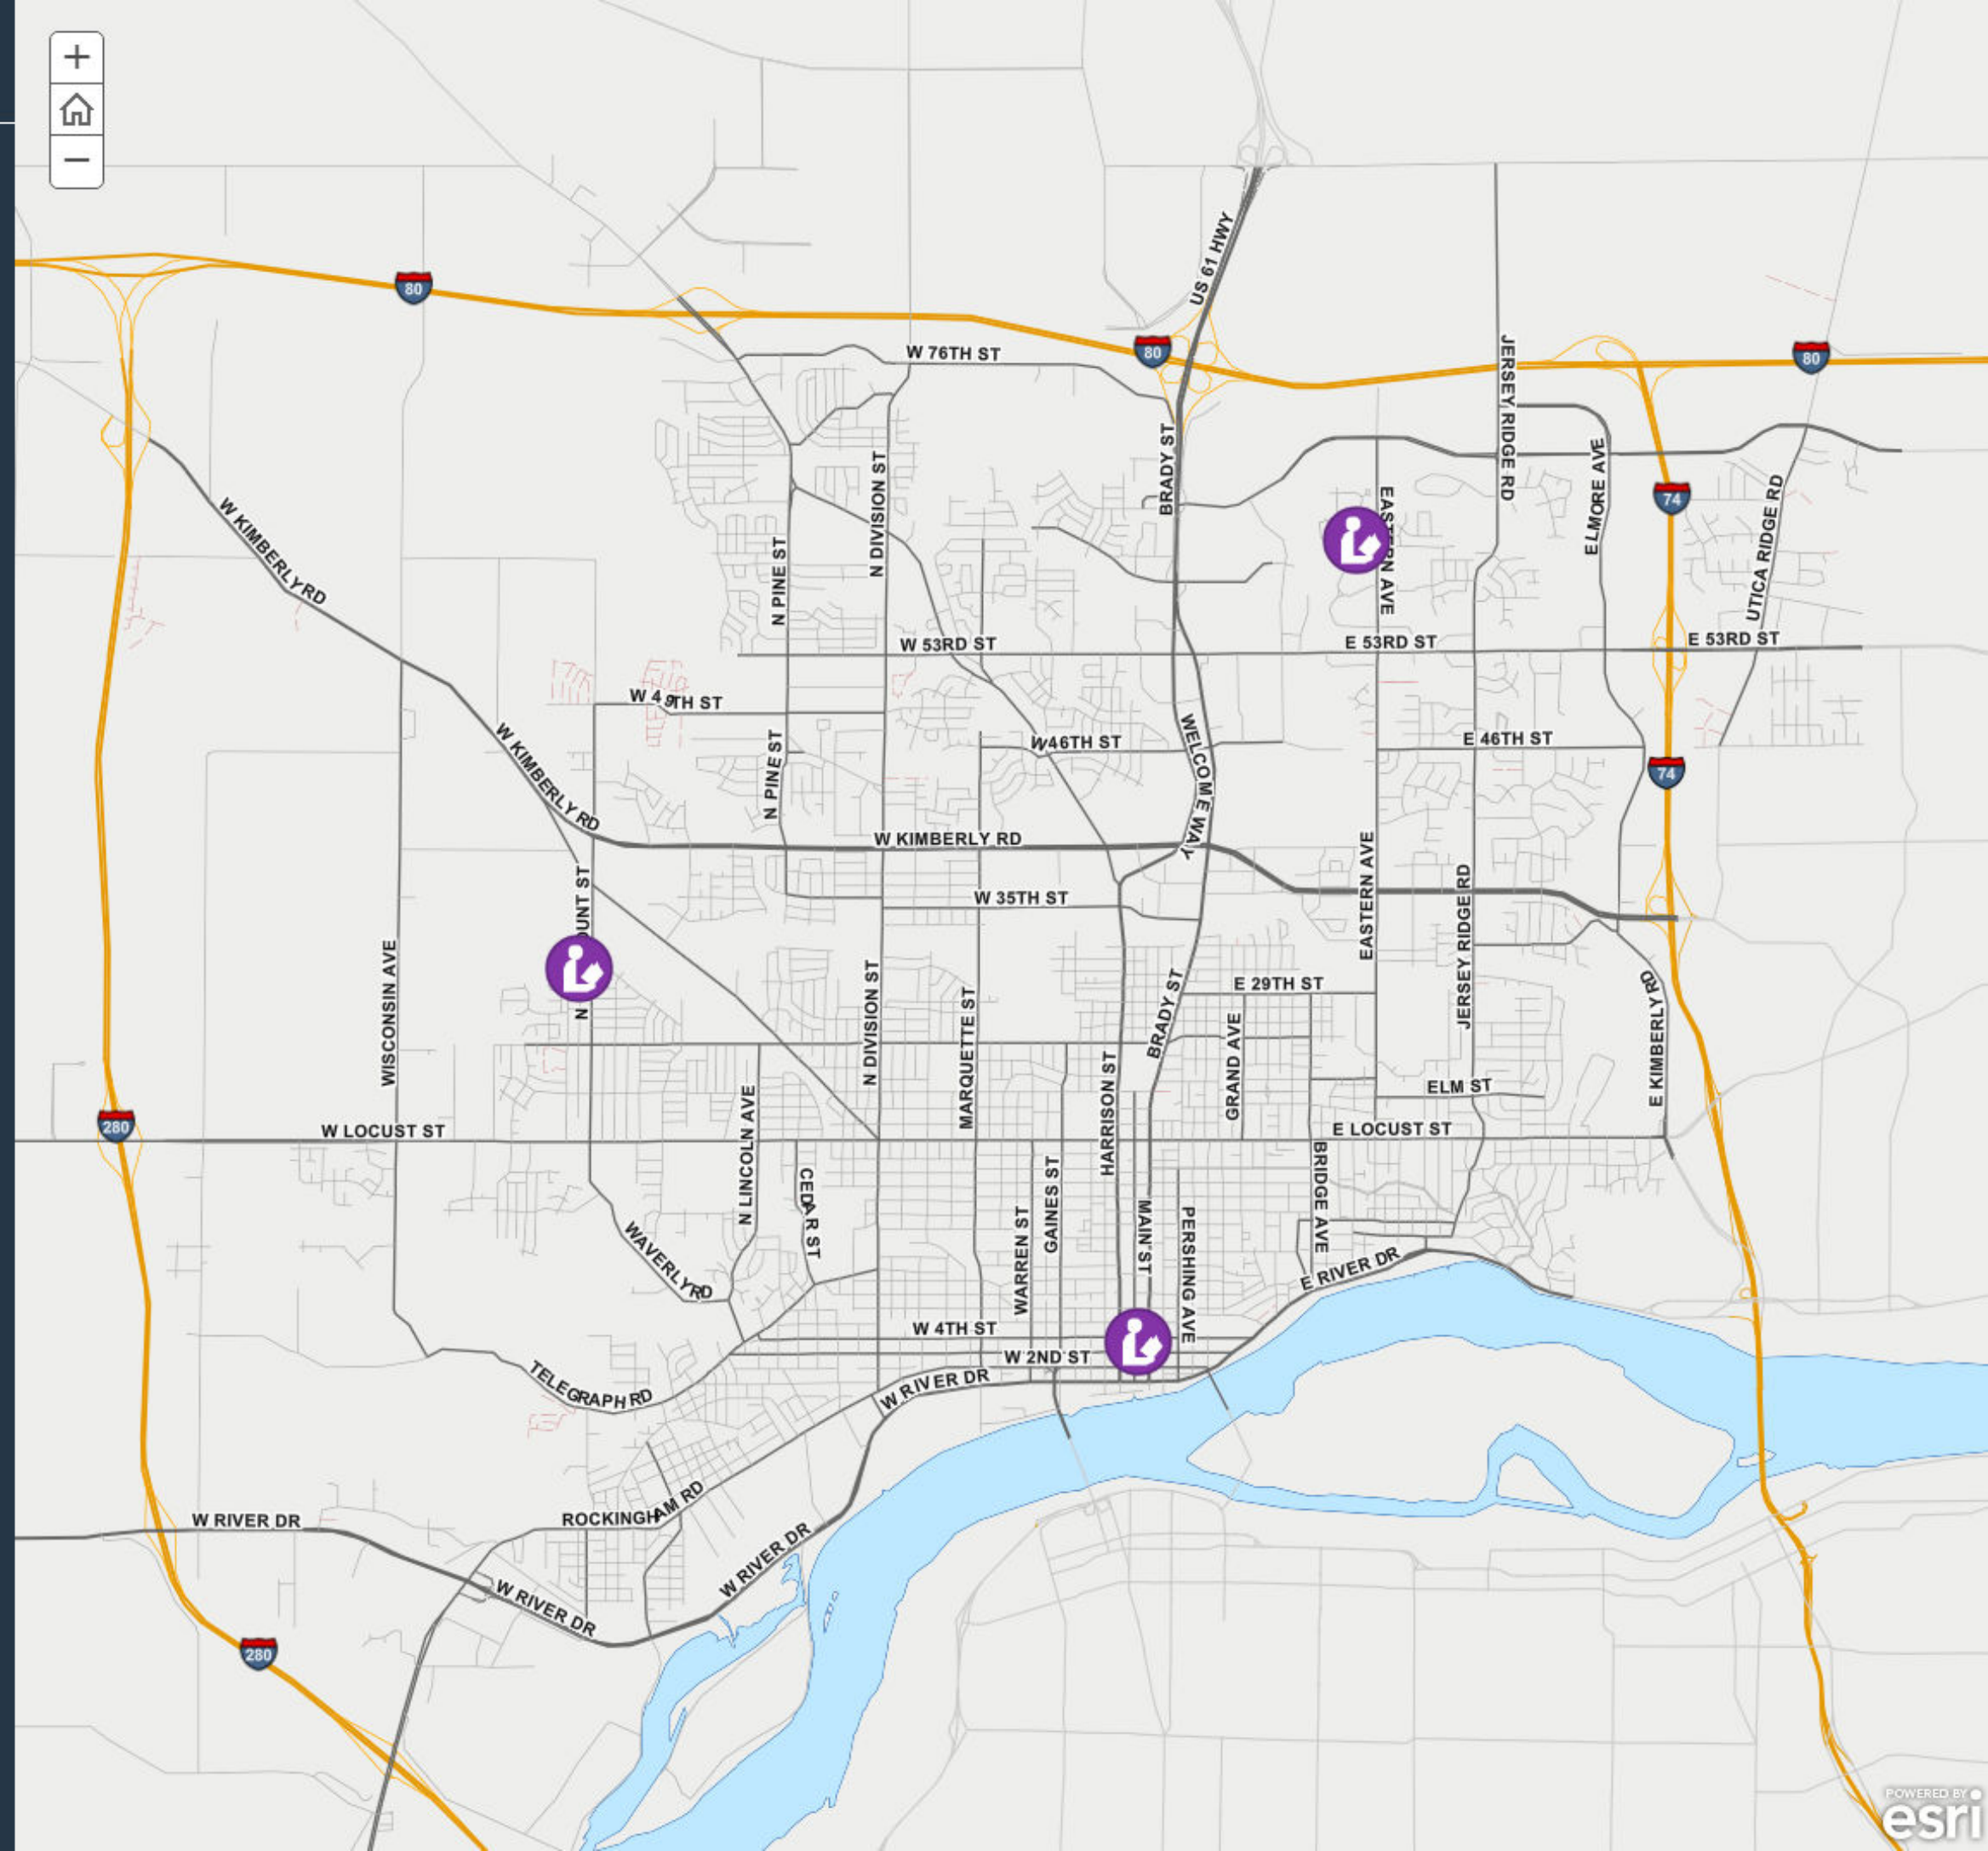 +
−
US 61 HWY
80
80
80
W 76TH ST
JERSEY RIDGE RD
BRADY ST
N DIVISION ST
ELMORE AVE
74
UTICA RIDGE RD
W KIMBERLY RD
N PINE ST
EASTERN AVE
W 53RD ST
E 53RD ST
E 53RD ST
W 49TH ST
W KIMBERLY RD
N PINE ST
W 46TH ST
WELCOME WAY
E 46TH ST
74
W KIMBERLY RD
EASTERN AVE
W 35TH ST
JERSEY RIDGE RD
WISCONSIN AVE
N DIVISION ST
MARQUETTE ST
BRADY ST
E 29TH ST
GRAND AVE
E KIMBERLY RD
N LINCOLN AVE
HARRISON ST
ELM ST
280
W LOCUST ST
E LOCUST ST
CEDAR ST
GAINES ST
BRIDGE AVE
WARREN ST
MAIN ST
PERSHING AVE
WAVERLY RD
E RIVER DR
W 4TH ST
W 2ND ST
TELEGRAPH RD
W RIVER DR
W RIVER DR
ROCKINGHAM RD
W RIVER DR
W RIVER DR
280
POWERED BY
esri